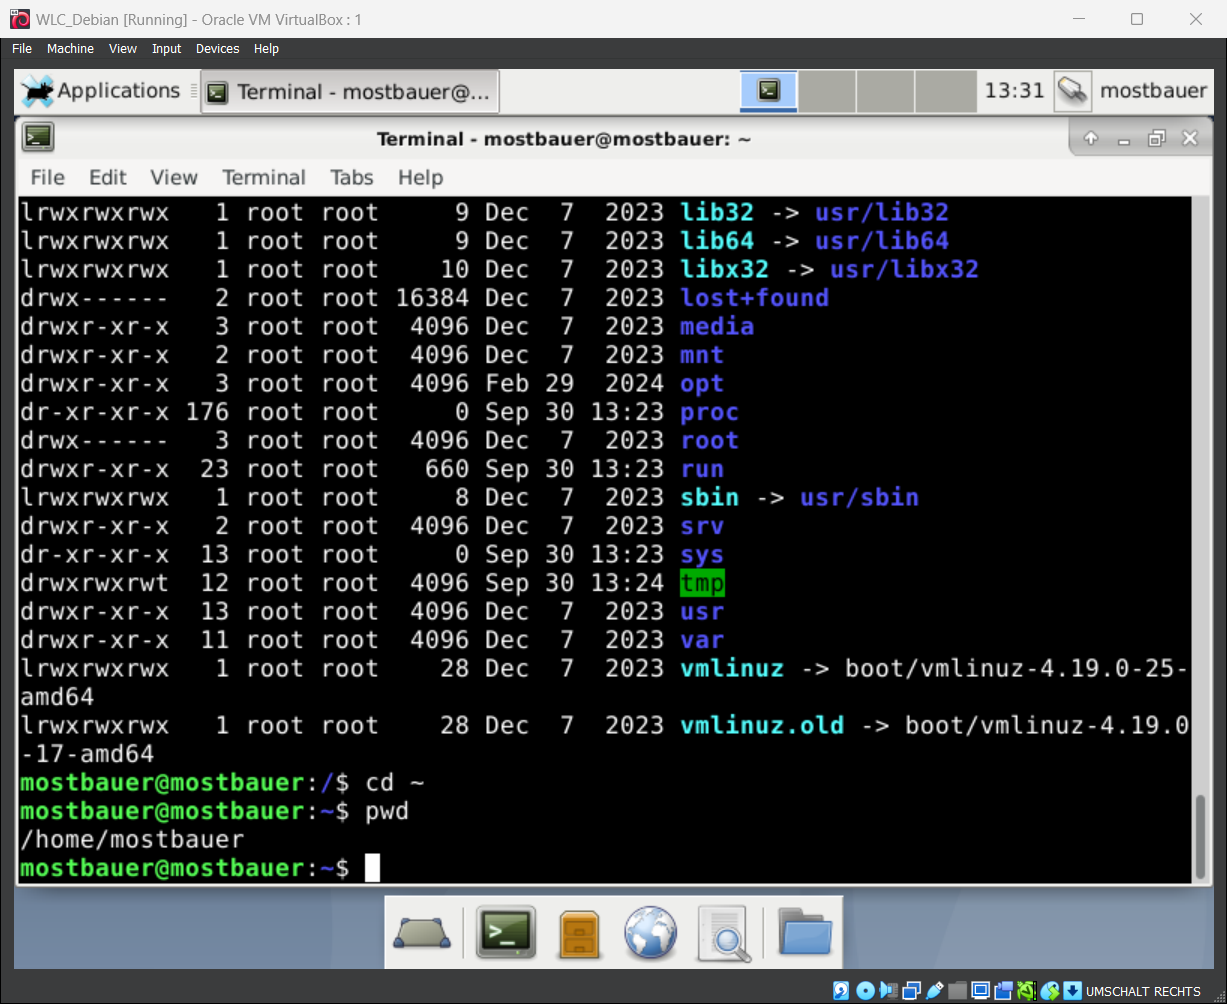 WLC_Debian [Running] - Oracle VM VirtualBox : 1
File Machine View Input Devices Help
Applications Terminal - mostbauer@... 13:31 mostbauer
Terminal - mostbauer@mostbauer: ~
File Edit View Terminal Tabs Help
lrwxrwxrwx   1 root root     9 Dec  7  2023 lib32 -> usr/lib32
lrwxrwxrwx   1 root root     9 Dec  7  2023 lib64 -> usr/lib64
lrwxrwxrwx   1 root root    10 Dec  7  2023 libx32 -> usr/libx32
drwx------   2 root root 16384 Dec  7  2023 lost+found
drwxr-xr-x   3 root root  4096 Dec  7  2023 media
drwxr-xr-x   2 root root  4096 Dec  7  2023 mnt
drwxr-xr-x   3 root root  4096 Feb 29  2024 opt
dr-xr-xr-x 176 root root     0 Sep 30 13:23 proc
drwx------   3 root root  4096 Dec  7  2023 root
drwxr-xr-x  23 root root   660 Sep 30 13:23 run
lrwxrwxrwx   1 root root     8 Dec  7  2023 sbin -> usr/sbin
drwxr-xr-x   2 root root  4096 Dec  7  2023 srv
dr-xr-xr-x  13 root root     0 Sep 30 13:23 sys
drwxrwxrwt  12 root root  4096 Sep 30 13:24 tmp
drwxr-xr-x  13 root root  4096 Dec  7  2023 usr
drwxr-xr-x  11 root root  4096 Dec  7  2023 var
lrwxrwxrwx   1 root root    28 Dec  7  2023 vmlinuz -> boot/vmlinuz-4.19.0-25-
amd64
lrwxrwxrwx   1 root root    28 Dec  7  2023 vmlinuz.old -> boot/vmlinuz-4.19.0
-17-amd64
mostbauer@mostbauer:/$ cd ~
mostbauer@mostbauer:~$ pwd
/home/mostbauer
mostbauer@mostbauer:~$
UMSCHALT RECHTS